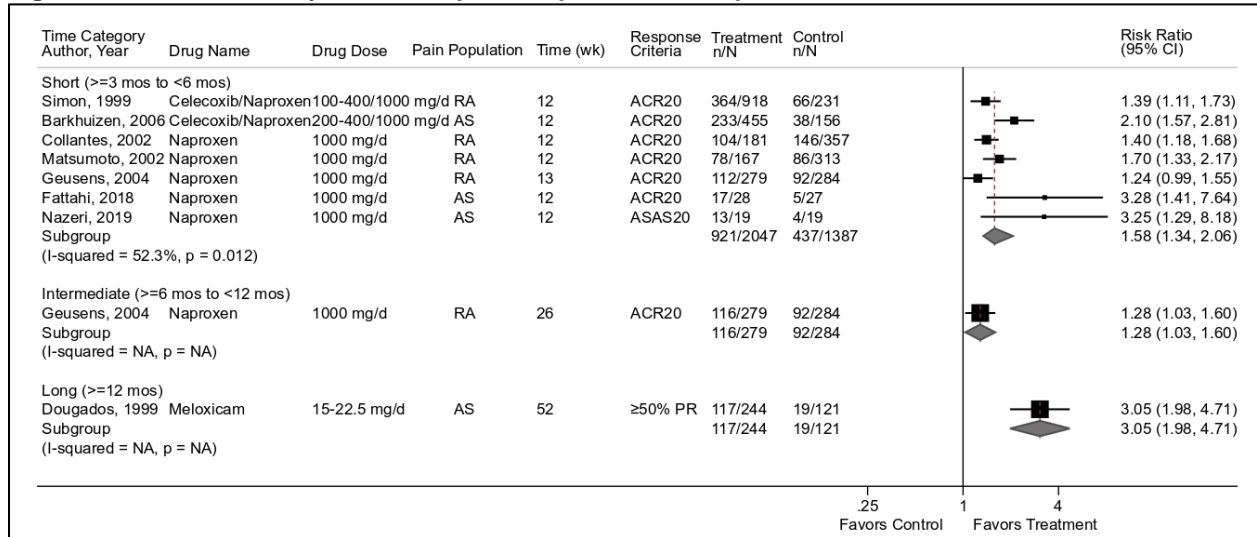 Time Category
Author, Year Drug Name Drug Dose Pain Population Time (wk) Response Criteria Treatment n/N Control n/N Risk Ratio (95% CI)
Short (>=3 mos to <6 mos)
Simon, 1999 Celecoxib/Naproxen 100-400/1000 mg/d RA 12 ACR20 364/918 66/231 1.39 (1.11, 1.73)
Barkhuizen, 2006 Celecoxib/Naproxen 200-400/1000 mg/d AS 12 ACR20 233/455 38/156 2.10 (1.57, 2.81)
Collantes, 2002 Naproxen 1000 mg/d RA 12 ACR20 104/181 146/357 1.40 (1.18, 1.68)
Matsumoto, 2002 Naproxen 1000 mg/d RA 12 ACR20 78/167 86/313 1.70 (1.33, 2.17)
Geusens, 2004 Naproxen 1000 mg/d RA 13 ACR20 112/279 92/284 1.24 (0.99, 1.55)
Fattahi, 2018 Naproxen 1000 mg/d AS 12 ACR20 17/28 5/27 3.28 (1.41, 7.64)
Nazeri, 2019 Naproxen 1000 mg/d AS 12 ASAS20 13/19 4/19 3.25 (1.29, 8.18)
Subgroup 921/2047 437/1387 1.58 (1.34, 2.06)
(I-squared = 52.3%, p = 0.012)
Intermediate (>=6 mos to <12 mos)
Geusens, 2004 Naproxen 1000 mg/d RA 26 ACR20 116/279 92/284 1.28 (1.03, 1.60)
Subgroup 116/279 92/284 1.28 (1.03, 1.60)
(I-squared = NA, p = NA)
Long (>=12 mos)
Dougados, 1999 Meloxicam 15-22.5 mg/d AS 52 ≥50% PR 117/244 19/121 3.05 (1.98, 4.71)
Subgroup 117/244 19/121 3.05 (1.98, 4.71)
(I-squared = NA, p = NA)
.25 1 4
Favors Control Favors Treatment